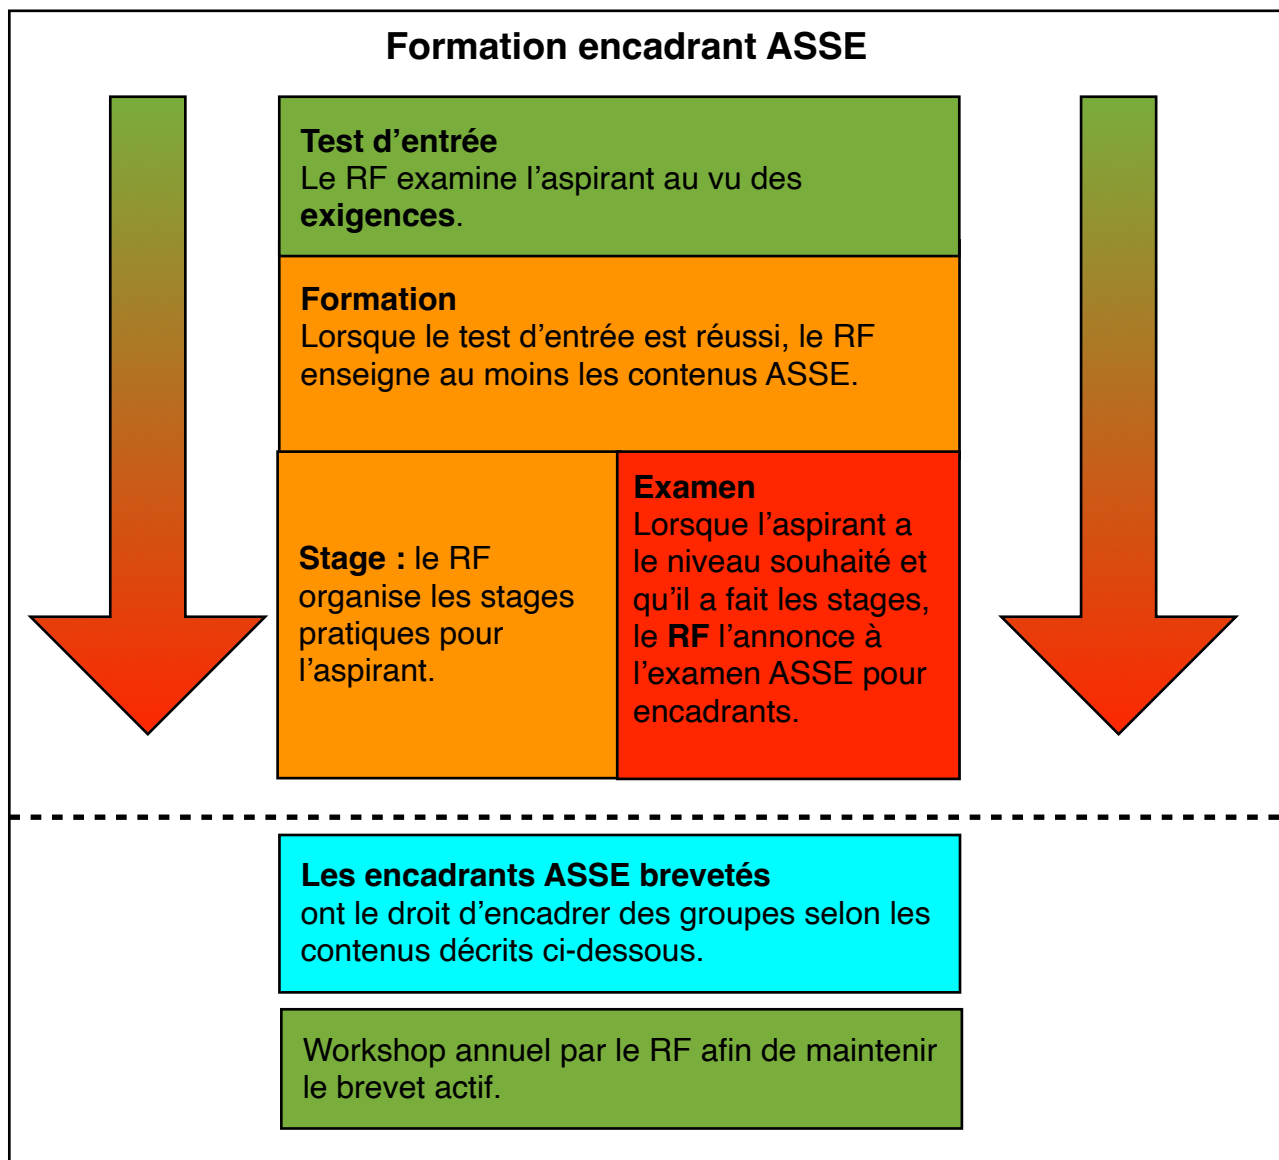 Formation encadrant ASSE
Test d’entrée
Le RF examine l’aspirant au vu des
exigences.
Formation
Lorsque le test d’entrée est réussi, le RF
enseigne au moins les contenus ASSE.
Stage : le RF
organise les stages
pratiques pour
l’aspirant.
Examen
Lorsque l’aspirant a
le niveau souhaité et
qu’il a fait les stages,
le RF l’annonce à
l’examen ASSE pour
encadrants.
Les encadrants ASSE brevetés
ont le droit d’encadrer des groupes selon les
contenus décrits ci-dessous.
Workshop annuel par le RF afin de maintenir
le brevet actif.